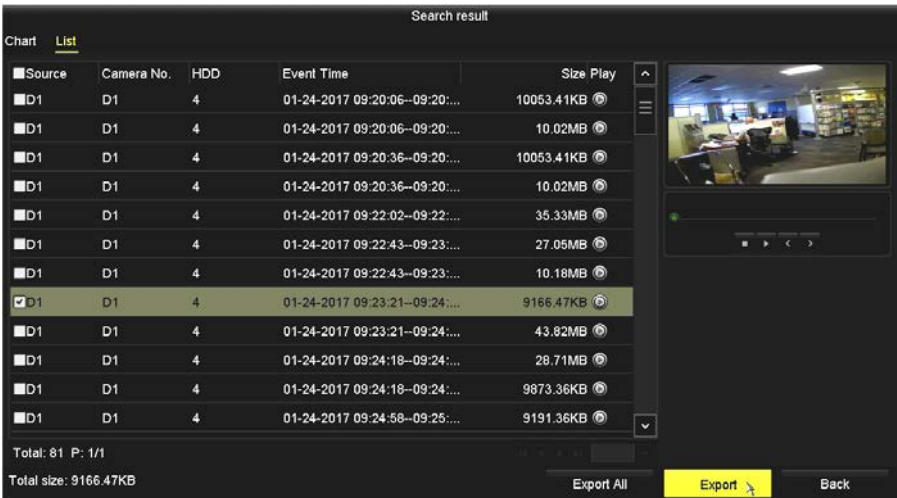 Search result
Chart List
Source Camera No. HDD Event Time Size Play
D1 D1 4 01-24-2017 09:20:06--09:20:... 10053.41KB
D1 D1 4 01-24-2017 09:20:06--09:20:... 10.02MB
D1 D1 4 01-24-2017 09:20:36--09:20:... 10053.41KB
D1 D1 4 01-24-2017 09:20:36--09:20:... 10.02MB
D1 D1 4 01-24-2017 09:22:02--09:22:... 35.33MB
D1 D1 4 01-24-2017 09:22:43--09:23:... 27.05MB
D1 D1 4 01-24-2017 09:22:43--09:23:... 10.18MB
D1 D1 4 01-24-2017 09:23:21--09:24:... 9166.47KB
D1 D1 4 01-24-2017 09:23:21--09:24:... 43.82MB
D1 D1 4 01-24-2017 09:24:18--09:24:... 28.71MB
D1 D1 4 01-24-2017 09:24:18--09:24:... 9873.36KB
D1 D1 4 01-24-2017 09:24:58--09:25:... 9191.36KB
Total: 81 P: 1/1
Total size: 9166.47KB
Export All Export Back